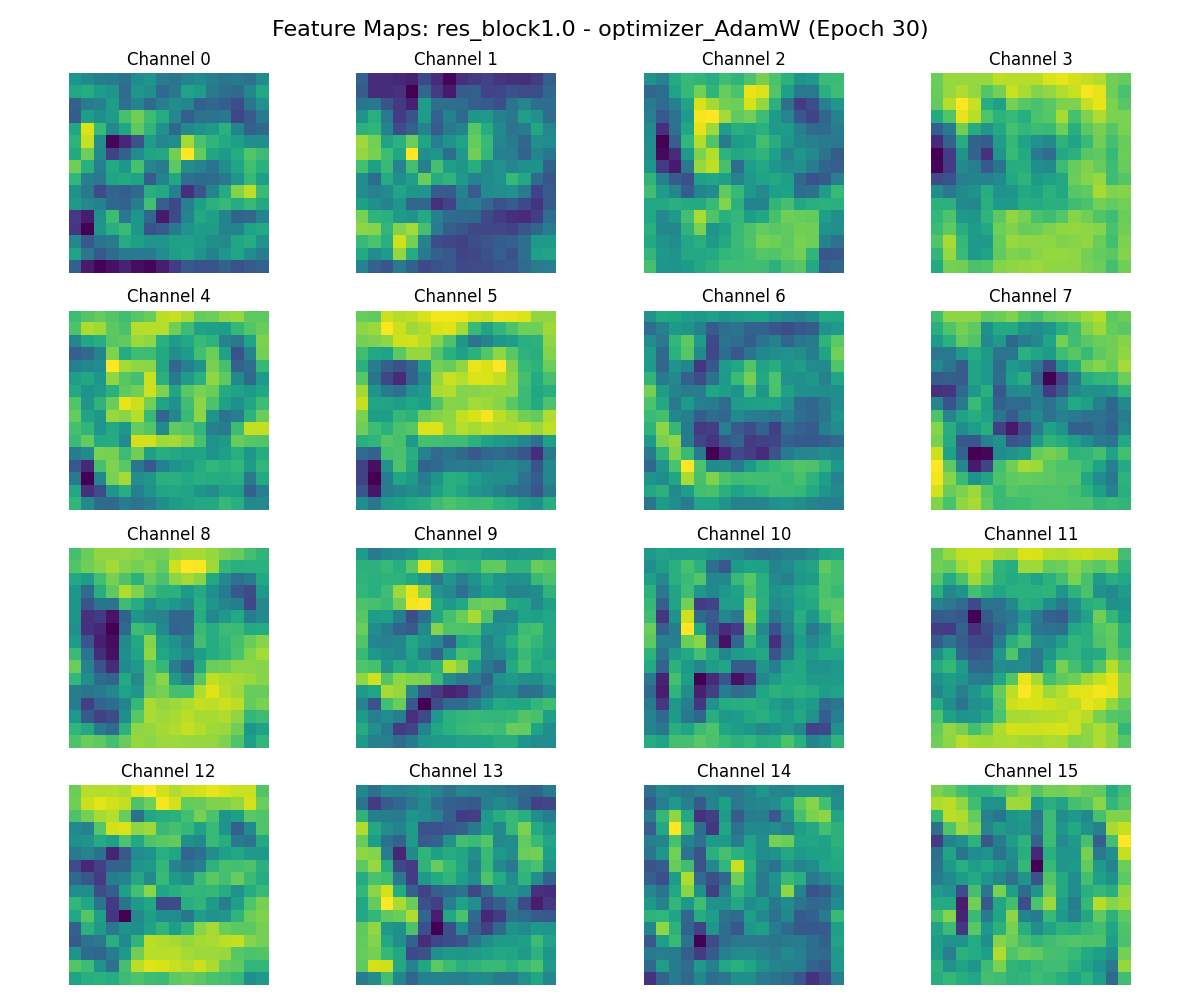 Feature Maps: res_block1.0 - optimizer_AdamW (Epoch 30)
Channel 0
Channel 1
Channel 2
Channel 3
Channel 4
Channel 5
Channel 6
Channel 7
Channel 8
Channel 9
Channel 10
Channel 11
Channel 12
Channel 13
Channel 14
Channel 15